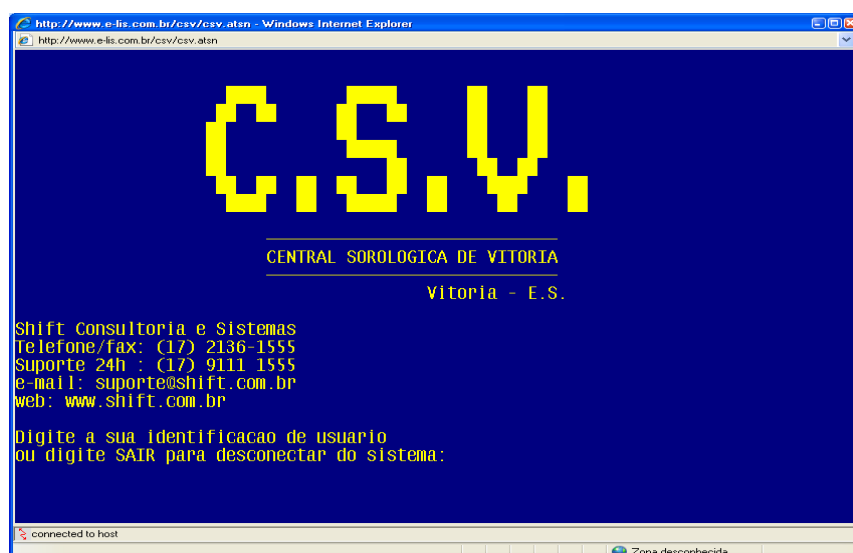 http://www.e-lis.com.br/csv/csv.atsn - Windows Internet Explorer
http://www.e-lis.com.br/csv/csv.atsn
C.S.V.
CENTRAL SOROLOGICA DE VITORIA
Vitoria - E.S.
Shift Consultoria e Sistemas
Telefone/fax: (17) 2136-1555
Suporte 24h : (17) 9111 1555
e-mail: suporte@shift.com.br
web: www.shift.com.br
Digite a sua identificacao de usuario
ou digite SAIR para desconectar do sistema:
connected to host
Zona desconhecida